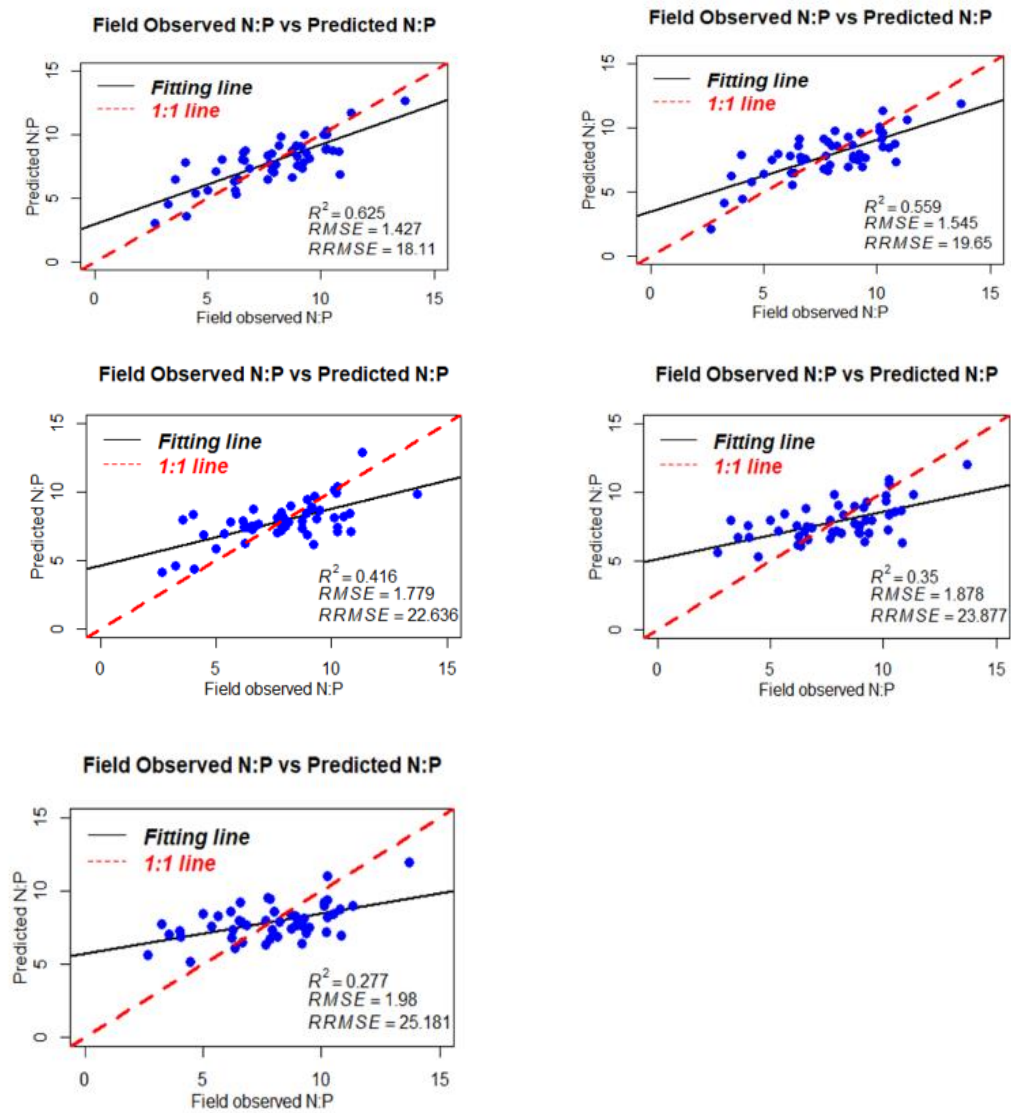 Field Observed N:P vs Predicted N:P
Predicted N:P
15
10
5
0
Fitting line
1:1 line
R² = 0.625
RMSE = 1.427
RRMSE = 18.11
0 5 10 15
Field observed N:P
Field Observed N:P vs Predicted N:P
Predicted N:P
15
10
5
0
Fitting line
1:1 line
R² = 0.559
RMSE = 1.545
RRMSE = 19.65
0 5 10 15
Field observed N:P
Field Observed N:P vs Predicted N:P
Predicted N:P
15
10
5
0
Fitting line
1:1 line
R² = 0.416
RMSE = 1.779
RRMSE = 22.636
0 5 10 15
Field observed N:P
Field Observed N:P vs Predicted N:P
Predicted N:P
15
10
5
0
Fitting line
1:1 line
R² = 0.35
RMSE = 1.878
RRMSE = 23.877
0 5 10 15
Field observed N:P
Field Observed N:P vs Predicted N:P
Predicted N:P
15
10
5
0
Fitting line
1:1 line
R² = 0.277
RMSE = 1.98
RRMSE = 25.181
0 5 10 15
Field observed N:P